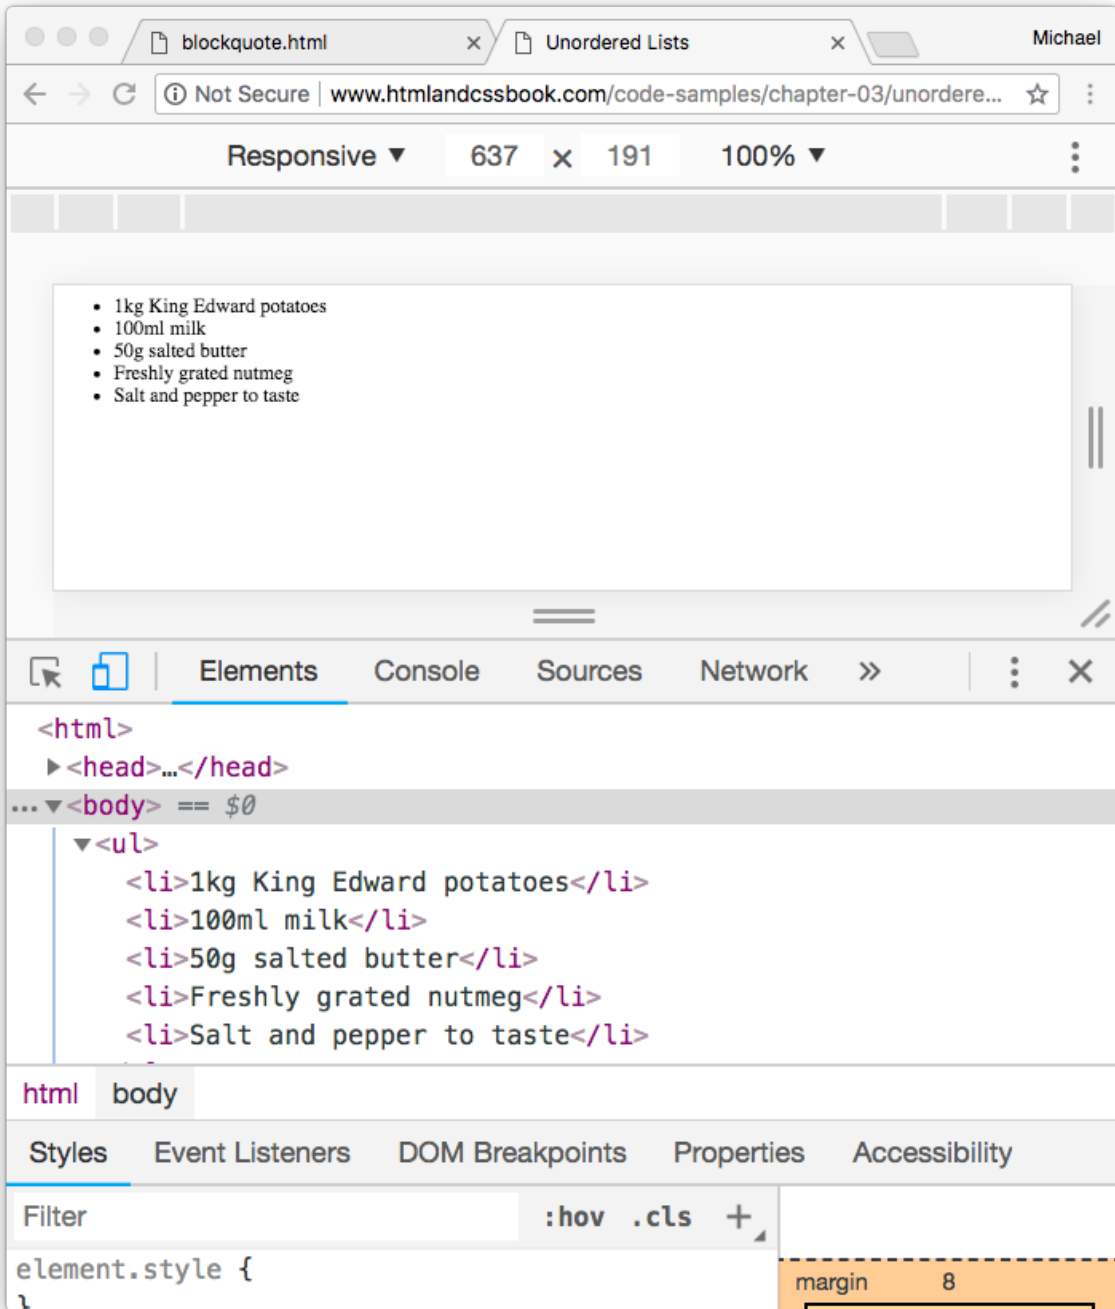 blockquote.html × Unordered Lists × Michael
Not Secure | www.htmlandcssbook.com/code-samples/chapter-03/unordere...
Responsive ▼ 637 × 191 100% ▼
• 1kg King Edward potatoes
• 100ml milk
• 50g salted butter
• Freshly grated nutmeg
• Salt and pepper to taste
Elements Console Sources Network »
<html>
▶<head>…</head>
... ▼<body> == $0
▼<ul>
<li>1kg King Edward potatoes</li>
<li>100ml milk</li>
<li>50g salted butter</li>
<li>Freshly grated nutmeg</li>
<li>Salt and pepper to taste</li>
html body
Styles Event Listeners DOM Breakpoints Properties Accessibility
Filter :hov .cls +
element.style {
}
margin 8